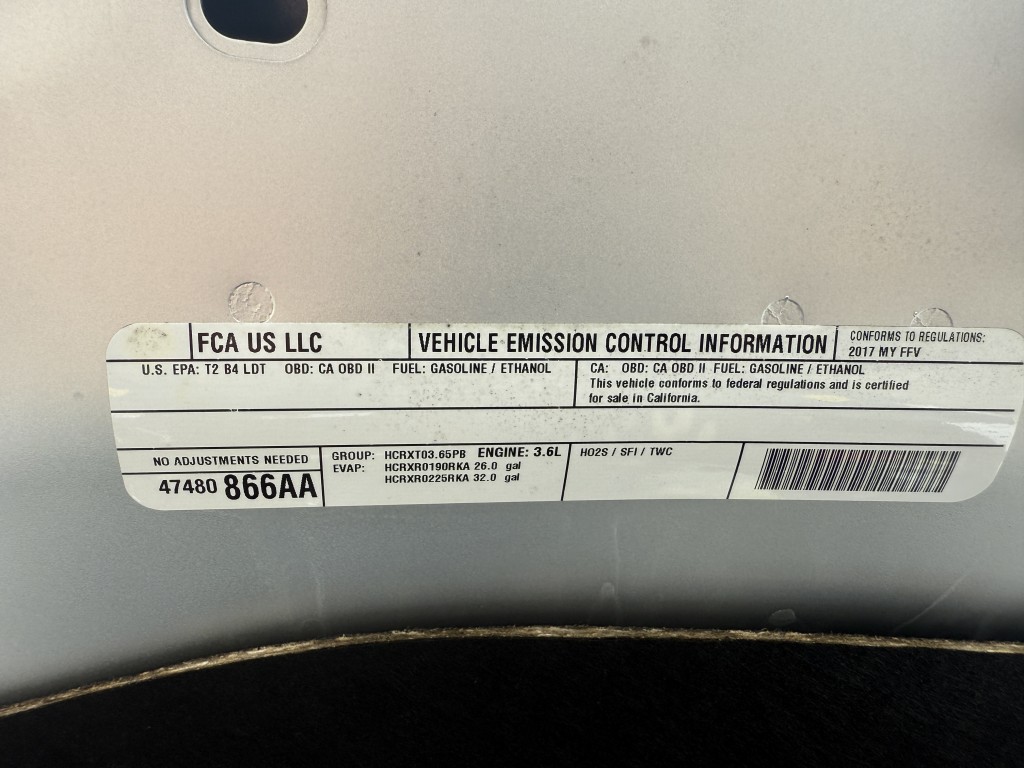 FCA US LLC
VEHICLE EMISSION CONTROL INFORMATION
CONFORMS TO REGULATIONS:
2017 MY FFV
U.S. EPA: T2 B4 LDT OBD: CA OBD II FUEL: GASOLINE / ETHANOL
CA: OBD: CA OBD II FUEL: GASOLINE / ETHANOL
This vehicle conforms to federal regulations and is certified
for sale in California.
NO ADJUSTMENTS NEEDED
47480 866AA
GROUP: HCRXT03.65PB ENGINE: 3.6L
EVAP: HCRXR0190RKA 26.0 gal
HCRXR0225RKA 32.0 gal
HO2S / SFI / TWC